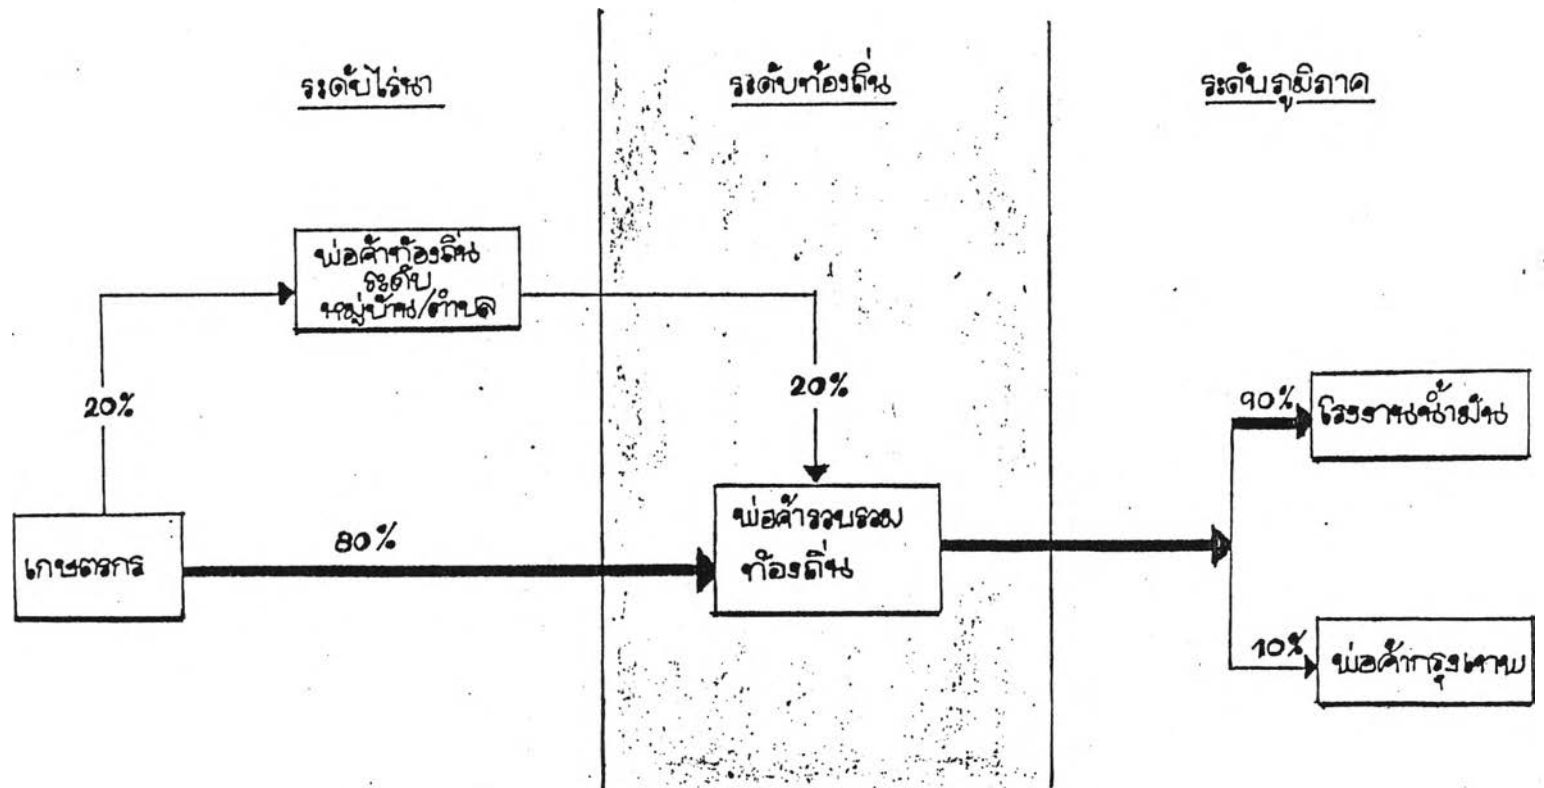 ระดับไร่นา
ระดับท้องถิ่น
ระดับภูมิภาค
พ่อค้าท้องถิ่น
ระดับ
หมู่บ้าน/ตำบล
20%
20%
90%
โรงงานน้ำมัน
เกษตรกร
80%
พ่อค้ารวบรวม
ท้องถิ่น
10%
พ่อค้ากรุงเทพ